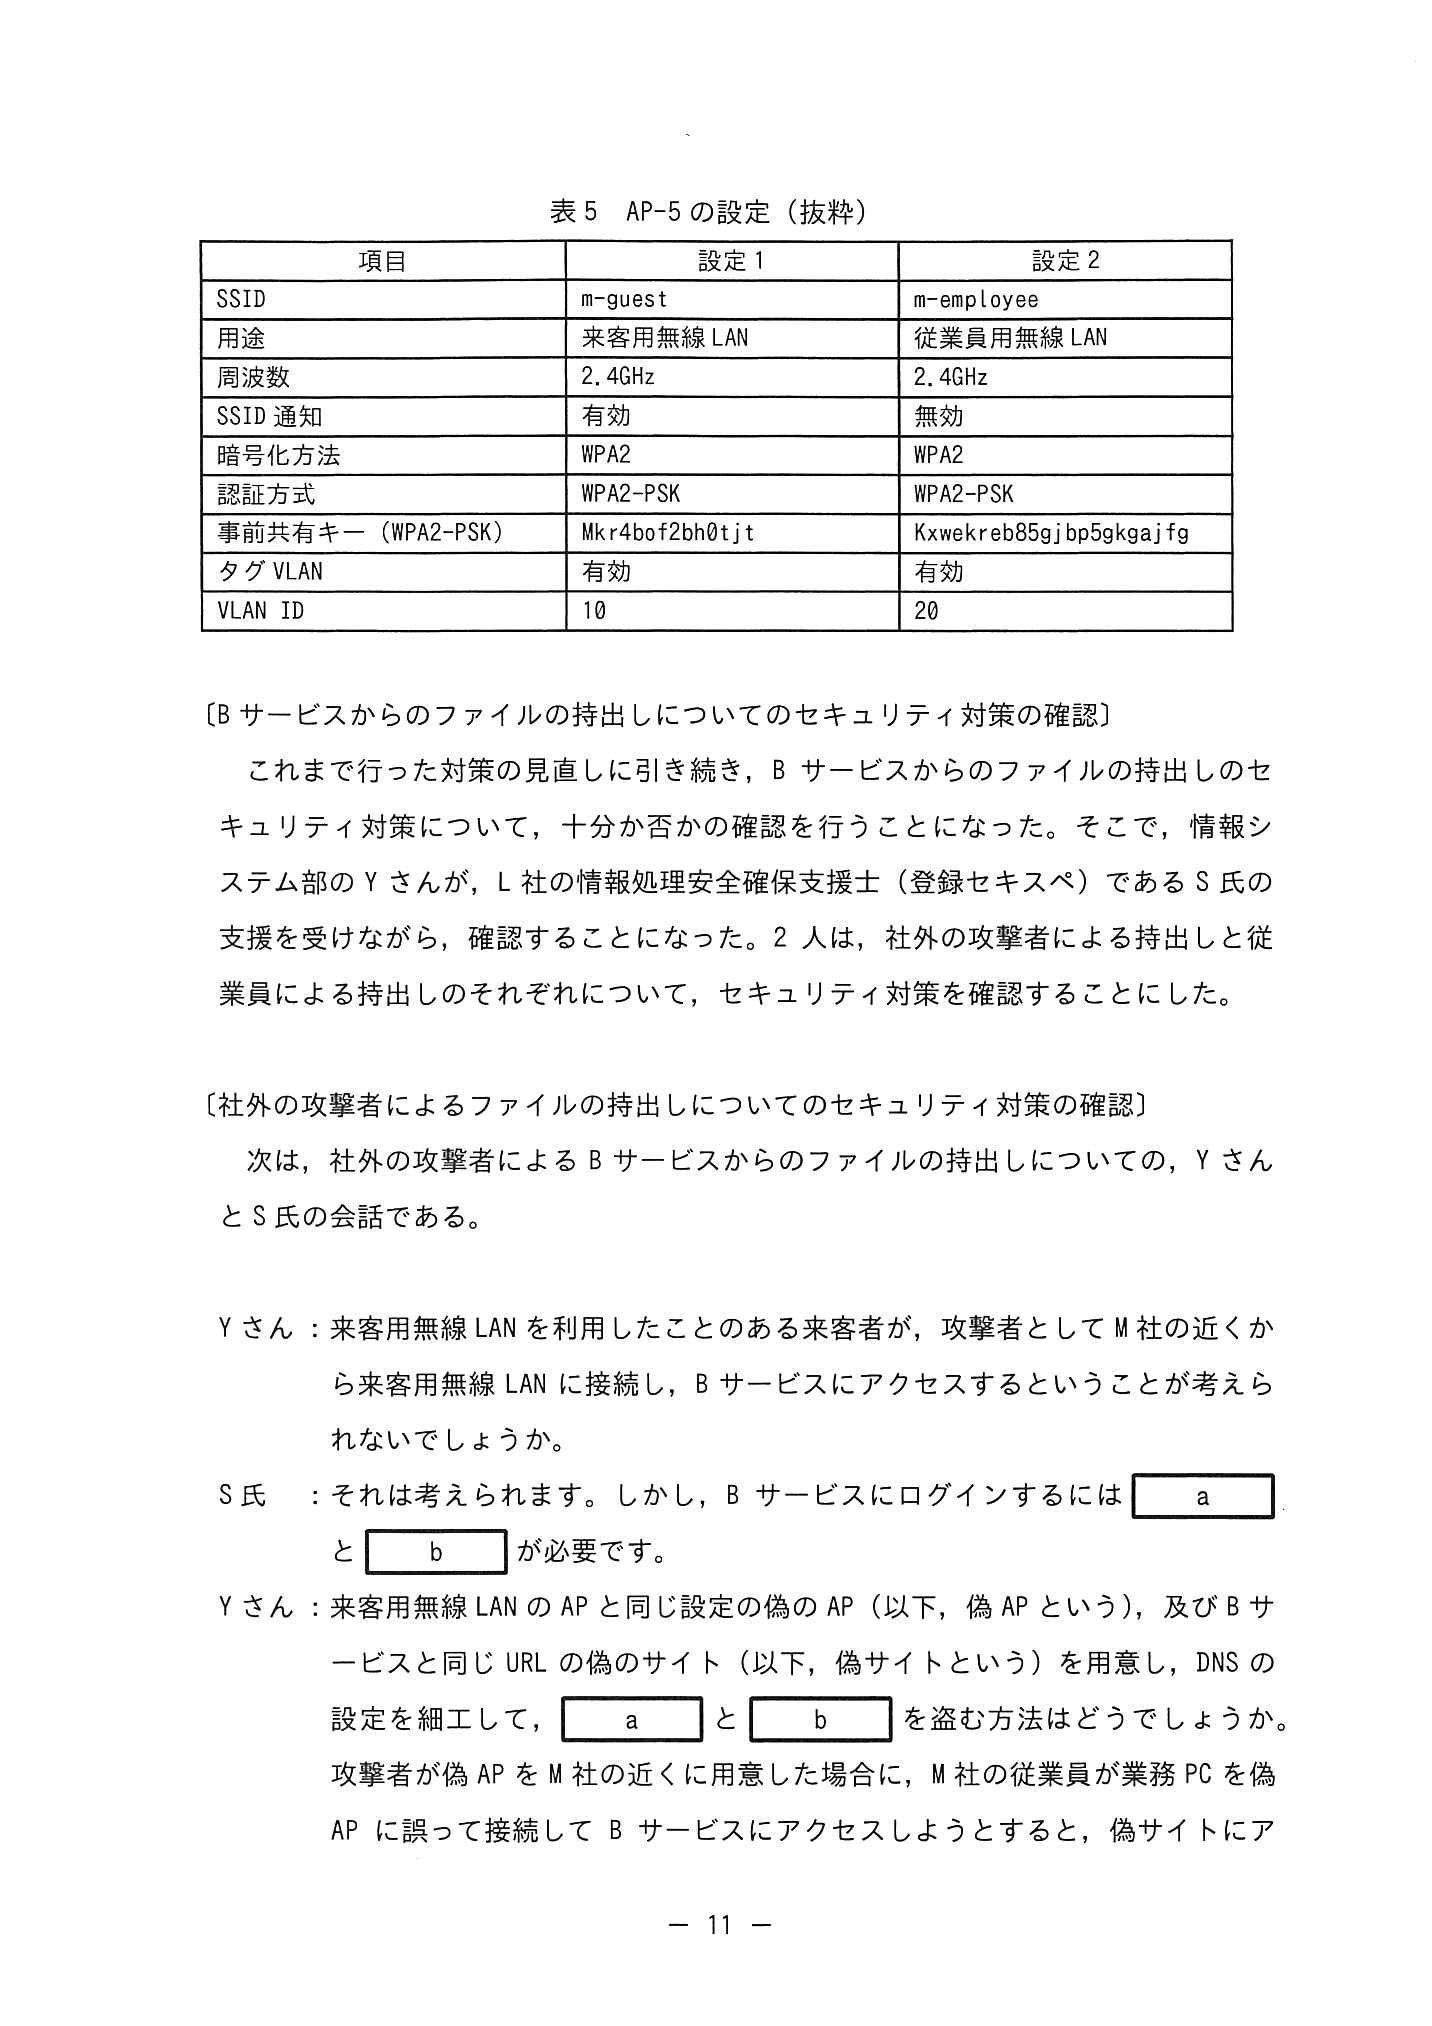 表5 AP-5の設定（抜粋）
項目 設定1 設定2
SSID m-guest m-employee
用途 来客用無線LAN 従業員用無線LAN
周波数 2.4GHz 2.4GHz
SSID通知 有効 無効
暗号化方法 WPA2 WPA2
認証方式 WPA2-PSK WPA2-PSK
事前共有キー（WPA2-PSK） Mkr4bof2bh0tjt Kxwekreb85gjbp5gkgajfg
タグVLAN 有効 有効
VLAN ID 10 20
〔Bサービスからのファイルの持出しについてのセキュリティ対策の確認〕
これまで行った対策の見直しに引き続き，Bサービスからのファイルの持出しのセ
キュリティ対策について，十分か否かの確認を行うことになった。そこで，情報シ
ステム部のYさんが，L社の情報処理安全確保支援士（登録セキスペ）であるS氏の
支援を受けながら，確認することになった。2人は，社外の攻撃者による持出しと従
業員による持出しのそれぞれについて，セキュリティ対策を確認することにした。
〔社外の攻撃者によるファイルの持出しについてのセキュリティ対策の確認〕
次は，社外の攻撃者によるBサービスからのファイルの持出しについての，Yさん
とS氏の会話である。
Yさん：来客用無線LANを利用したことのある来客者が，攻撃者としてM社の近くか
ら来客用無線LANに接続し，Bサービスにアクセスするということが考えら
れないでしょうか。
S氏　：それは考えられます。しかし，Bサービスにログインするには a
と b が必要です。
Yさん：来客用無線LANのAPと同じ設定の偽のAP（以下，偽APという），及びBサ
ービスと同じURLの偽のサイト（以下，偽サイトという）を用意し，DNSの
設定を細工して， a と b を盗む方法はどうでしょうか。
攻撃者が偽APをM社の近くに用意した場合に，M社の従業員が業務PCを偽
APに誤って接続してBサービスにアクセスしようとすると，偽サイトにア
－ 11 －